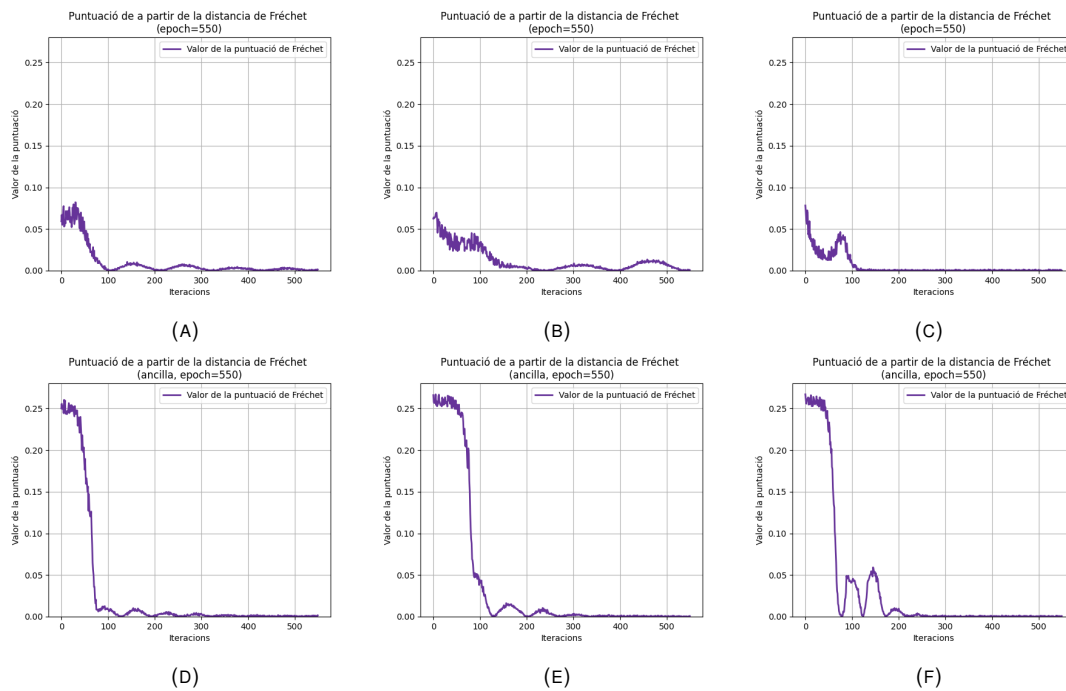 Puntuació de a partir de la distancia de Fréchet
(epoch=550)
Valor de la puntuació de Fréchet
Valor de la puntuació
0.25
0.20
0.15
0.10
0.05
0.00
0 100 200 300 400 500
Iteracions
(A)
Puntuació de a partir de la distancia de Fréchet
(epoch=550)
Valor de la puntuació de Fréchet
Valor de la puntuació
0.25
0.20
0.15
0.10
0.05
0.00
0 100 200 300 400 500
Iteracions
(B)
Puntuació de a partir de la distancia de Fréchet
(epoch=550)
Valor de la puntuació de Fréchet
Valor de la puntuació
0.25
0.20
0.15
0.10
0.05
0.00
0 100 200 300 400 500
Iteracions
(C)
Puntuació de a partir de la distancia de Fréchet
(ancilla, epoch=550)
Valor de la puntuació de Fréchet
Valor de la puntuació
0.25
0.20
0.15
0.10
0.05
0.00
0 100 200 300 400 500
Iteracions
(D)
Puntuació de a partir de la distancia de Fréchet
(ancilla, epoch=550)
Valor de la puntuació de Fréchet
Valor de la puntuació
0.25
0.20
0.15
0.10
0.05
0.00
0 100 200 300 400 500
Iteracions
(E)
Puntuació de a partir de la distancia de Fréchet
(ancilla, epoch=550)
Valor de la puntuació de Fréchet
Valor de la puntuació
0.25
0.20
0.15
0.10
0.05
0.00
0 100 200 300 400 500
Iteracions
(F)